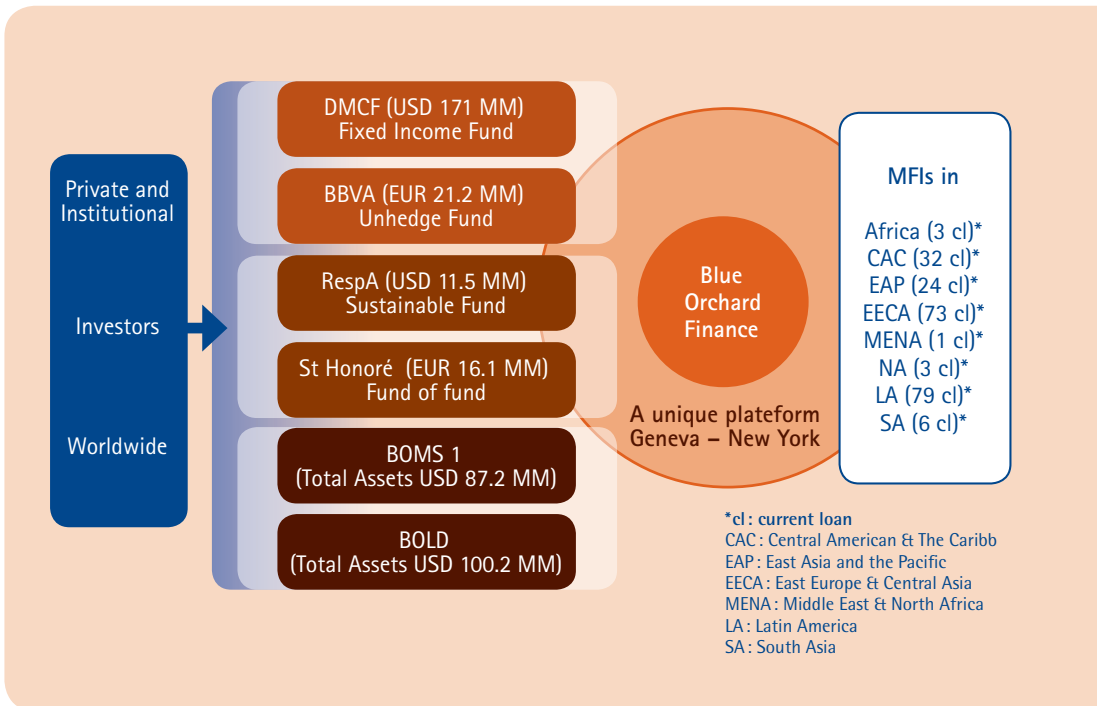 Private and
Institutional
Investors
Worldwide
DMCF (USD 171 MM)
Fixed Income Fund
BBVA (EUR 21.2 MM)
Unhedge Fund
RespA (USD 11.5 MM)
Sustainable Fund
St Honoré (EUR 16.1 MM)
Fund of fund
BOMS 1
(Total Assets USD 87.2 MM)
BOLD
(Total Assets USD 100.2 MM)
Blue
Orchard
Finance
A unique plateform
Geneva – New York
MFIs in
Africa (3 cl)*
CAC (32 cl)*
EAP (24 cl)*
EECA (73 cl)*
MENA (1 cl)*
NA (3 cl)*
LA (79 cl)*
SA (6 cl)*
*cl : current loan
CAC : Central American & The Caribb
EAP : East Asia and the Pacific
EECA : East Europe & Central Asia
MENA : Middle East & North Africa
LA : Latin America
SA : South Asia